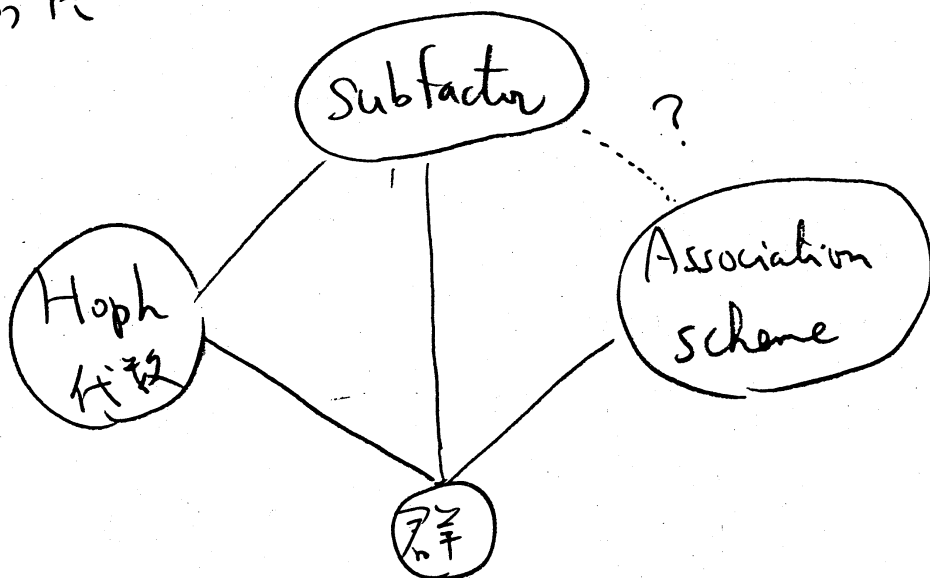 Subfactor
?
Association
scheme
Hoph
代数
群